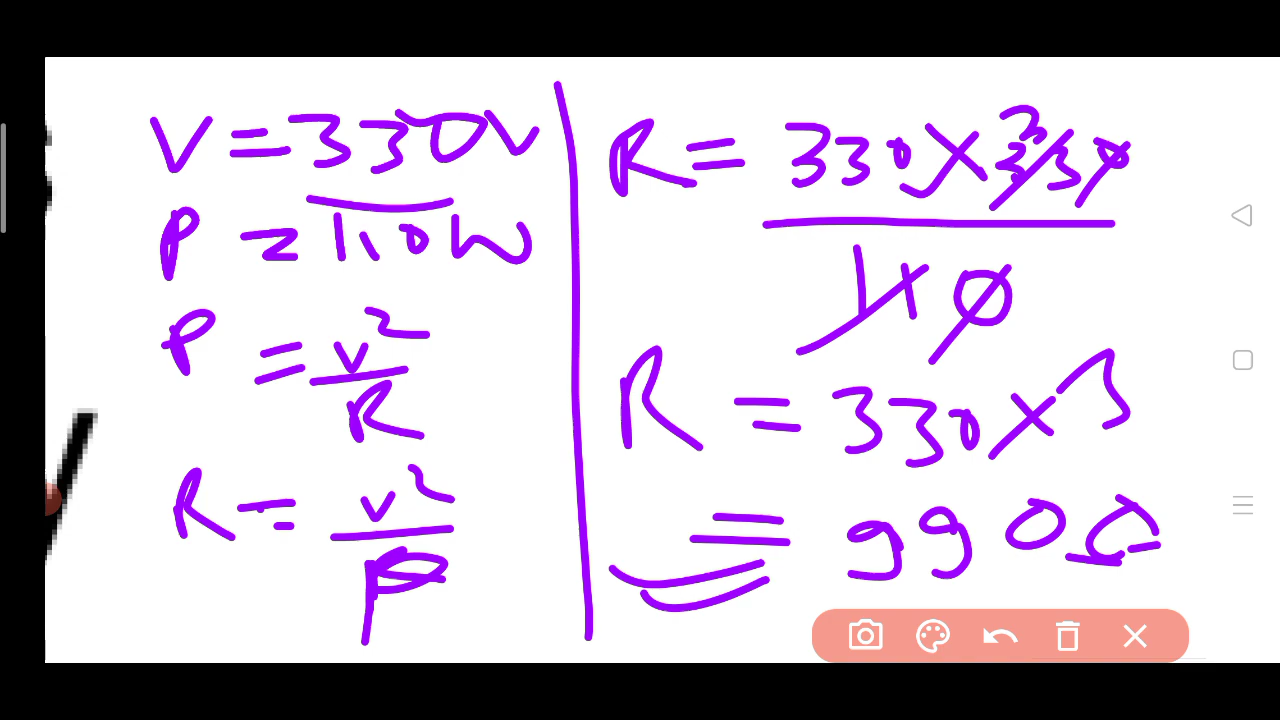 V = 330V
P = 110W
P = V²/R
R = V²/P
R = 330 × 330
110
R = 330 × 3
= 990Ω